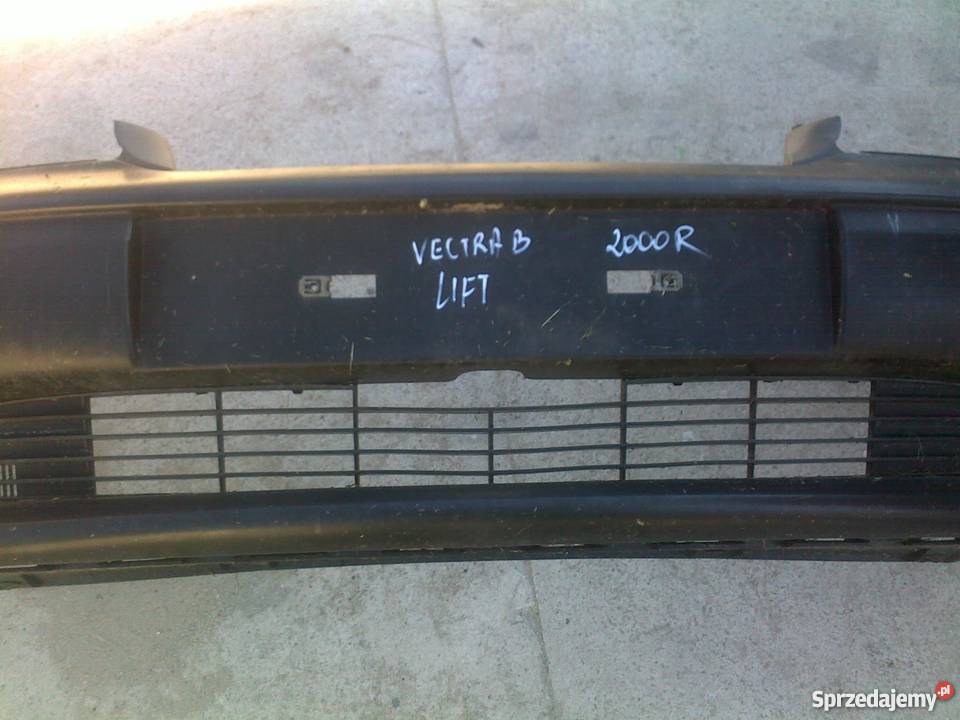 VECTRA B 2000R
LIFT
Sprzedajemy.pl